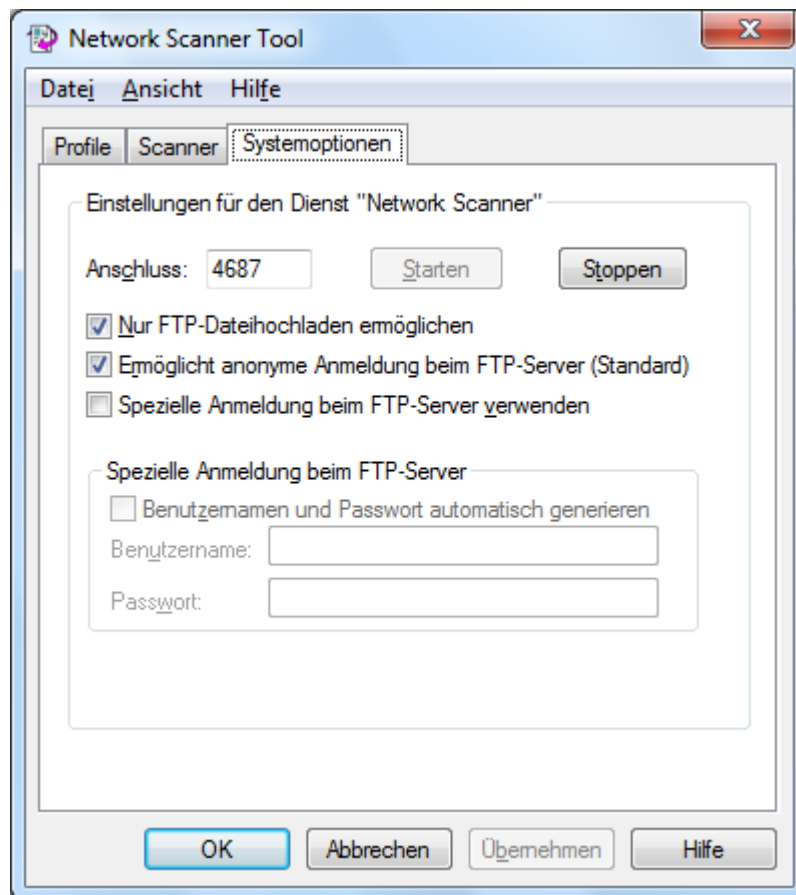 Network Scanner Tool
Datei Ansicht Hilfe
Profile Scanner Systemoptionen
Einstellungen für den Dienst "Network Scanner"
Anschluss: 4687 Starten Stoppen
Nur FTP-Dateihochladen ermöglichen
Ermöglicht anonyme Anmeldung beim FTP-Server (Standard)
Spezielle Anmeldung beim FTP-Server verwenden
Spezielle Anmeldung beim FTP-Server
Benutzernamen und Passwort automatisch generieren
Benutzername:
Passwort:
OK Abbrechen Übernehmen Hilfe